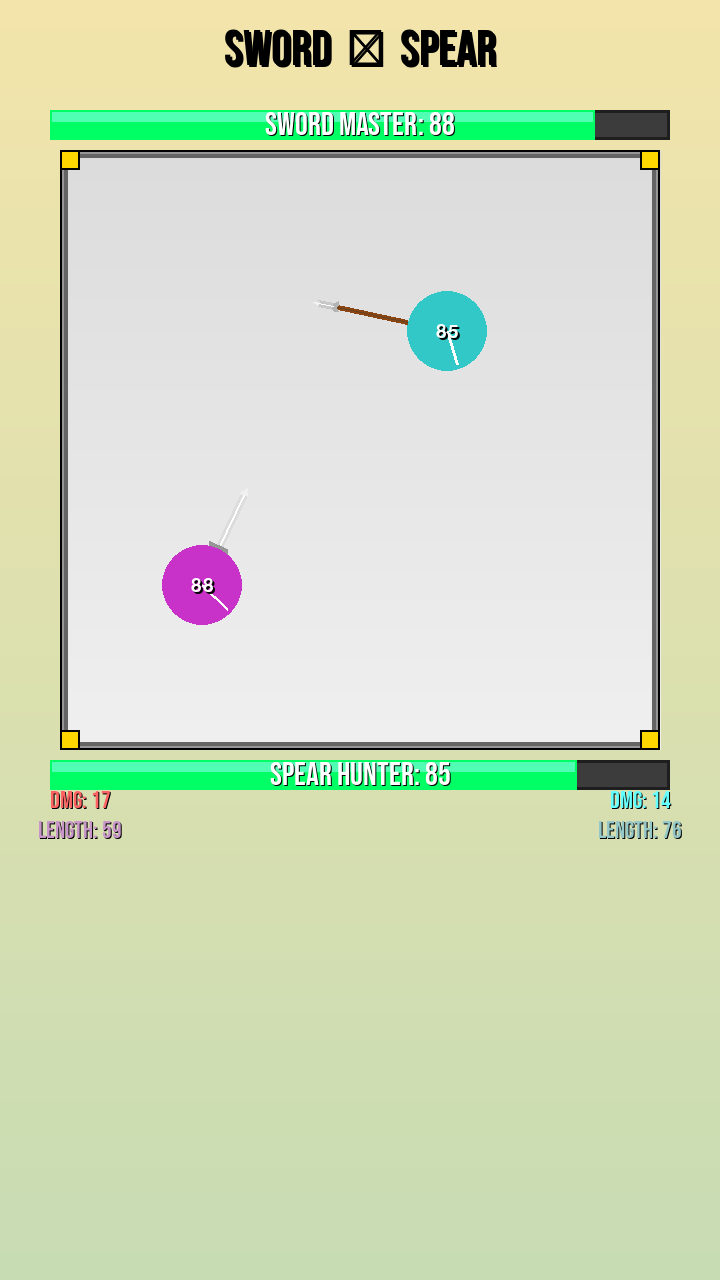 SWORD SPEAR
SWORD MASTER: 88
85
88
SPEAR HUNTER: 85
DMG: 17
DMG: 14
LENGTH: 59
LENGTH: 76